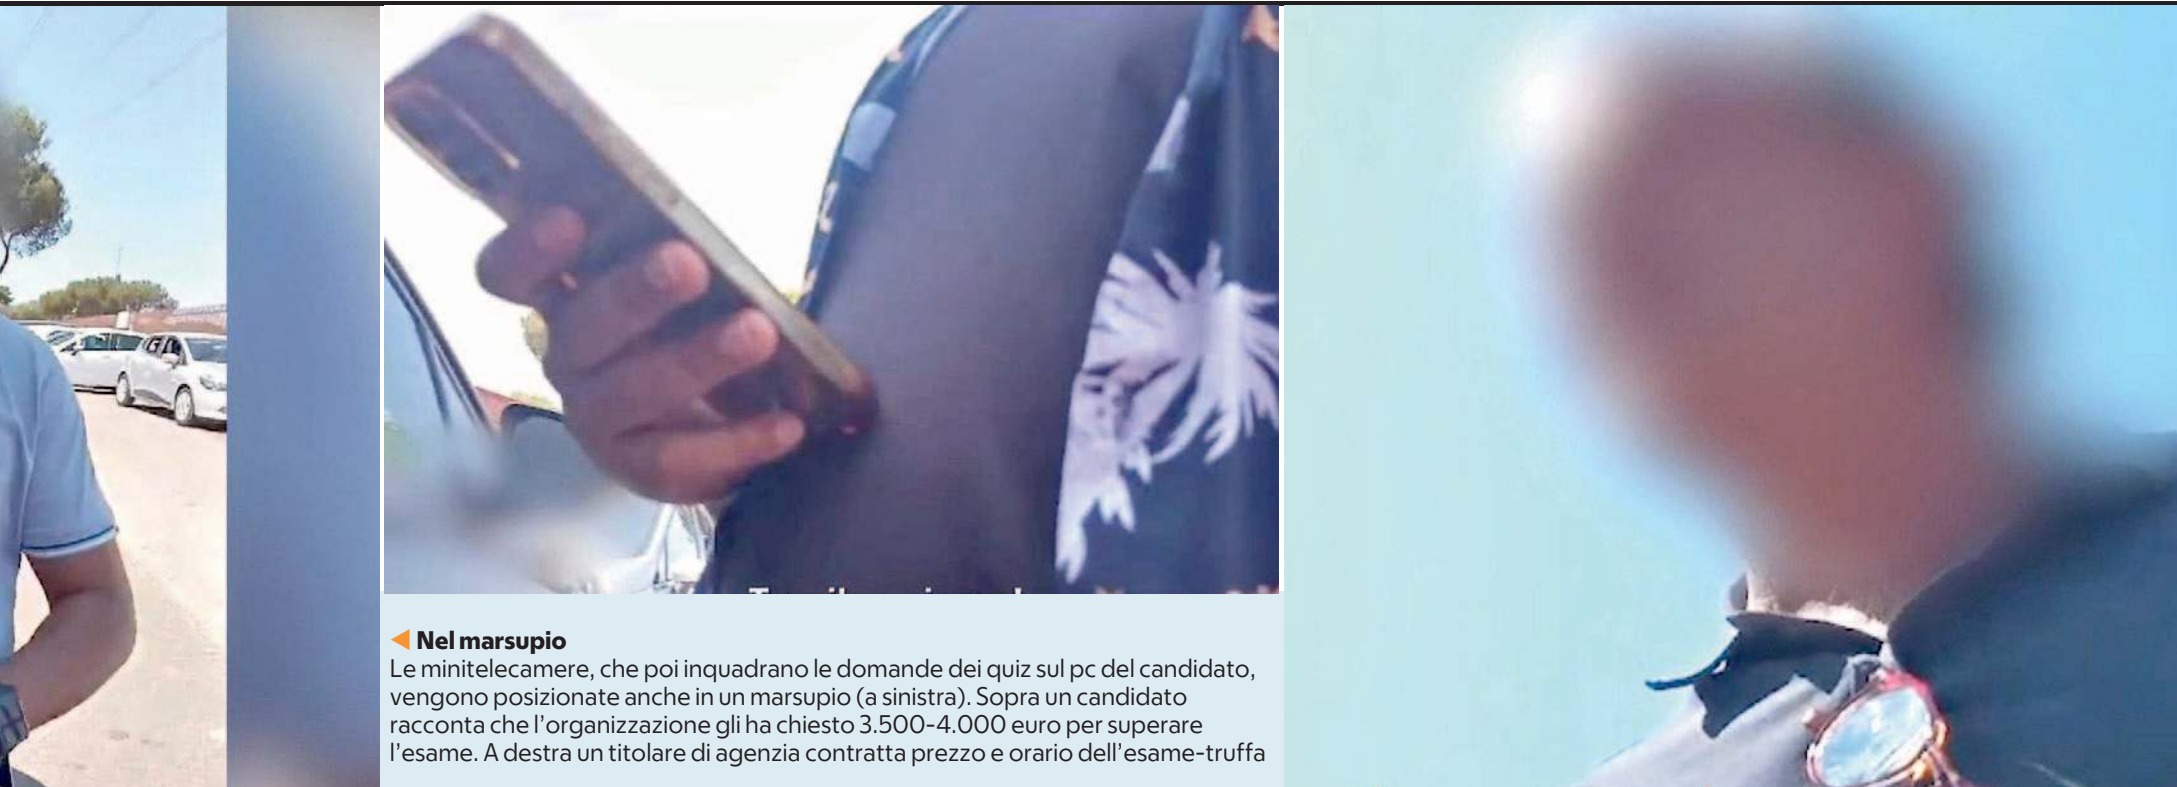 Nel marsupio
Le minitelecamere, che poi inquadrano le domande dei quiz sul pc del candidato,
vengono posizionate anche in un marsupio (a sinistra). Sopra un candidato
racconta che l'organizzazione gli ha chiesto 3.500-4.000 euro per superare
l'esame. A destra un titolare di agenzia contratta prezzo e orario dell'esame-truffa